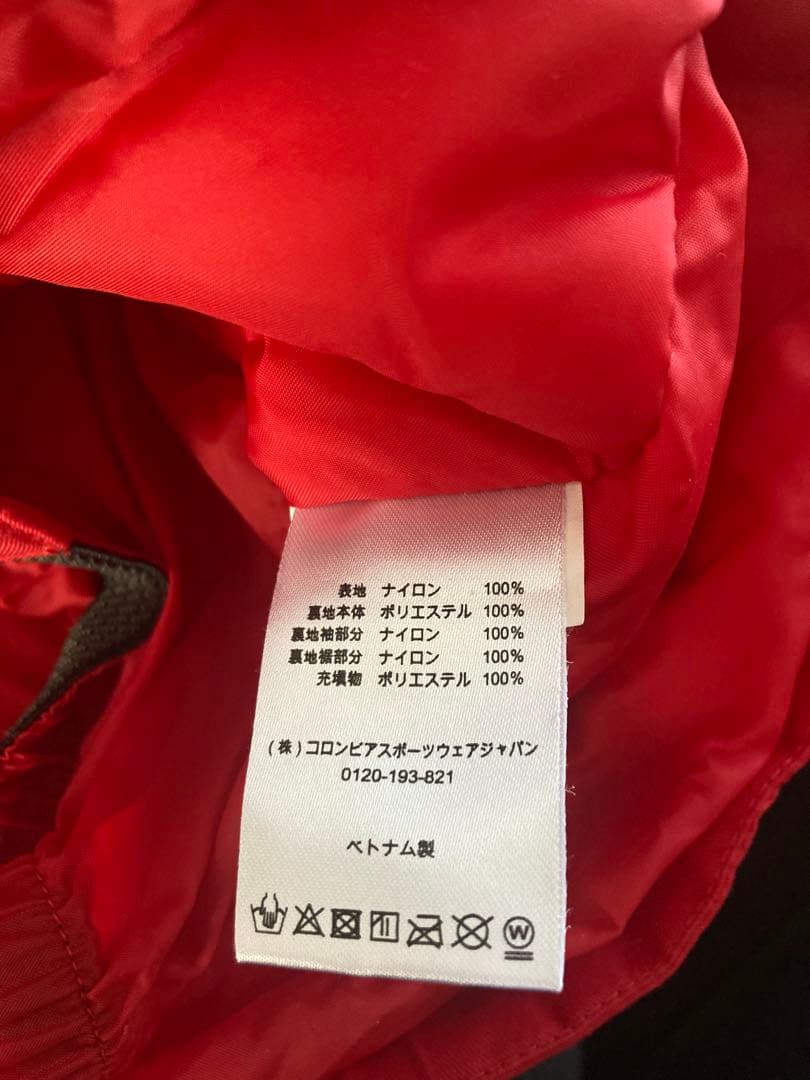 表地 ナイロン 100%
裏地本体 ポリエステル 100%
裏地袖部分 ナイロン 100%
裏地裾部分 ナイロン 100%
充填物 ポリエステル 100%
(株)コロンビアスポーツウェアジャパン
0120-193-821
ベトナム製
W